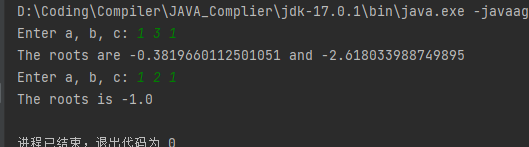 D:\Coding\Compiler\JAVA_Complier\jdk-17.0.1\bin\java.exe -javaag
Enter a, b, c: 1 3 1
The roots are -0.3819660112501051 and -2.618033988749895
Enter a, b, c: 1 2 1
The roots is -1.0
进程已结束，退出代码为 0